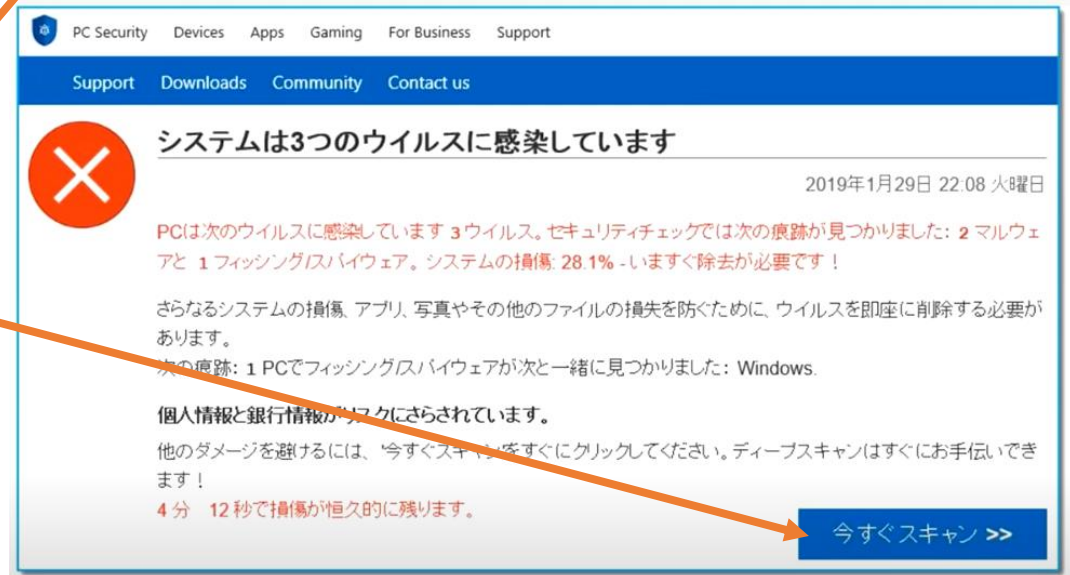 PC Security Devices Apps Gaming For Business Support
Support Downloads Community Contact us
システムは3つのウイルスに感染しています
2019年1月29日 22:08 火曜日
PCは次のウイルスに感染しています 3 ウイルス。セキュリティチェックでは次の痕跡が見つかりました: 2 マルウェ
アと 1 フィッシング/スパイウェア。システムの損傷: 28.1% - いますぐ除去が必要です！
さらなるシステムの損傷、アプリ、写真やその他のファイルの損失を防ぐために、ウイルスを即座に削除する必要が
あります。
次の痕跡: 1 PCでフィッシング/スパイウェアが次と一緒に見つかりました: Windows.
個人情報と銀行情報がリスクにさらされています。
他のダメージを避けるには、'今すぐスキャン'をすぐにクリックしてください。ディープスキャンはすぐにお手伝いでき
ます！
4 分 12 秒で損傷が恒久的に残ります。
今すぐスキャン >>